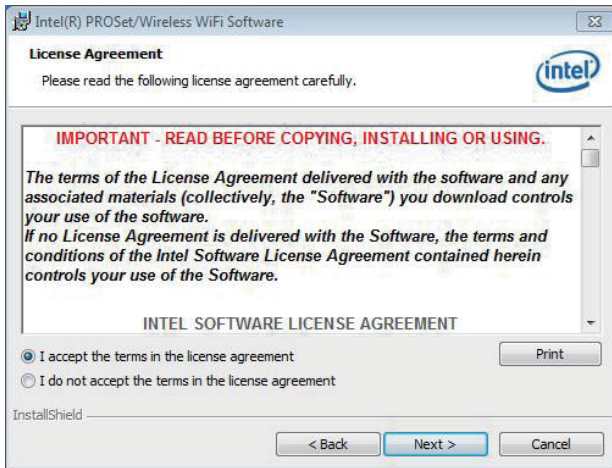 Intel(R) PROSet/Wireless WiFi Software
License Agreement
Please read the following license agreement carefully.
intel
IMPORTANT - READ BEFORE COPYING, INSTALLING OR USING.
The terms of the License Agreement delivered with the software and any
associated materials (collectively, the "Software") you download controls
your use of the software.
If no License Agreement is delivered with the Software, the terms and
conditions of the Intel Software License Agreement contained herein
controls your use of the Software.
INTEL SOFTWARE LICENSE AGREEMENT
I accept the terms in the license agreement
Print
I do not accept the terms in the license agreement
InstallShield
< Back
Next >
Cancel